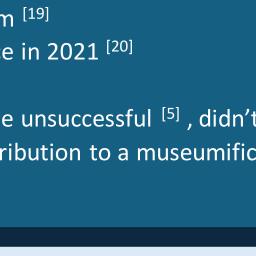 m [19]
e in 2021 [20]
e unsuccessful [5] , didn't
ribution to a museumific